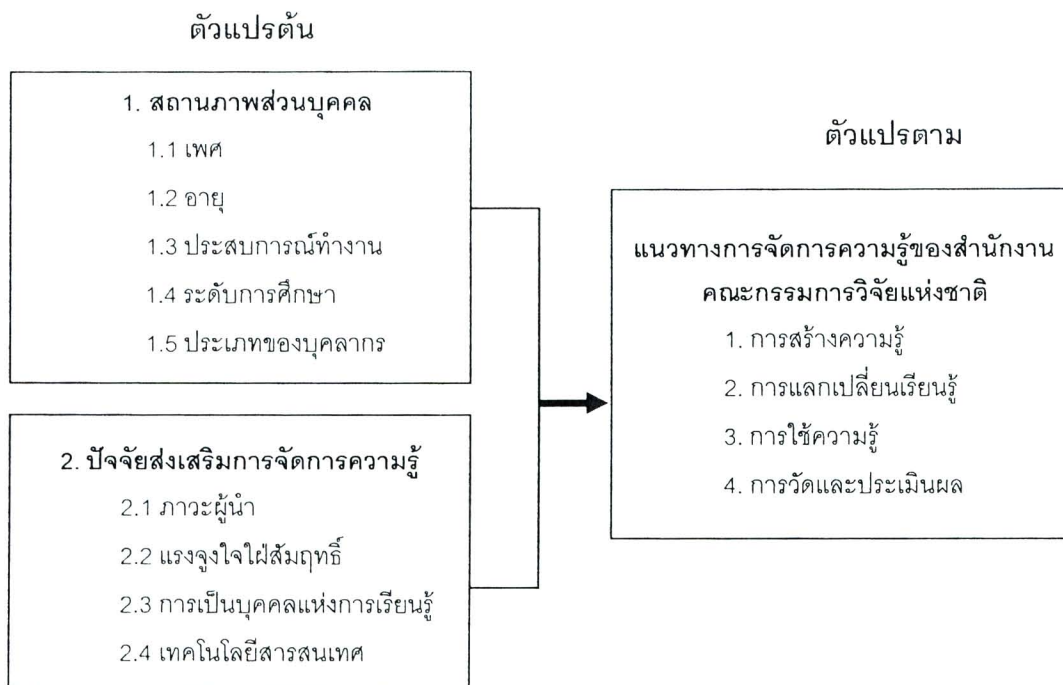 ตัวแปรต้น
1. สถานภาพส่วนบุคคล
1.1 เพศ
1.2 อายุ
1.3 ประสบการณ์ทำงาน
1.4 ระดับการศึกษา
1.5 ประเภทของบุคลากร
2. ปัจจัยส่งเสริมการจัดการความรู้
2.1 ภาวะผู้นำ
2.2 แรงจูงใจใฝ่สัมฤทธิ์
2.3 การเป็นบุคคลแห่งการเรียนรู้
2.4 เทคโนโลยีสารสนเทศ
ตัวแปรตาม
แนวทางการจัดการความรู้ของสำนักงาน
คณะกรรมการวิจัยแห่งชาติ
1. การสร้างความรู้
2. การแลกเปลี่ยนเรียนรู้
3. การใช้ความรู้
4. การวัดและประเมินผล